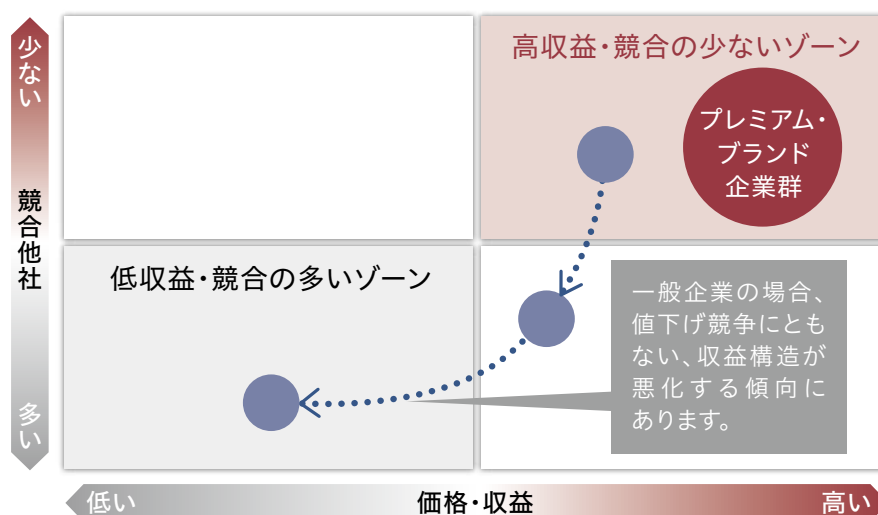 高収益・競合の少ないゾーン
プレミアム・
ブランド
企業群
少ない
競合他社
多い
低収益・競合の多いゾーン
一般企業の場合、
値下げ競争にとも
ない、収益構造が
悪化する傾向に
あります。
低い
価格・収益
高い